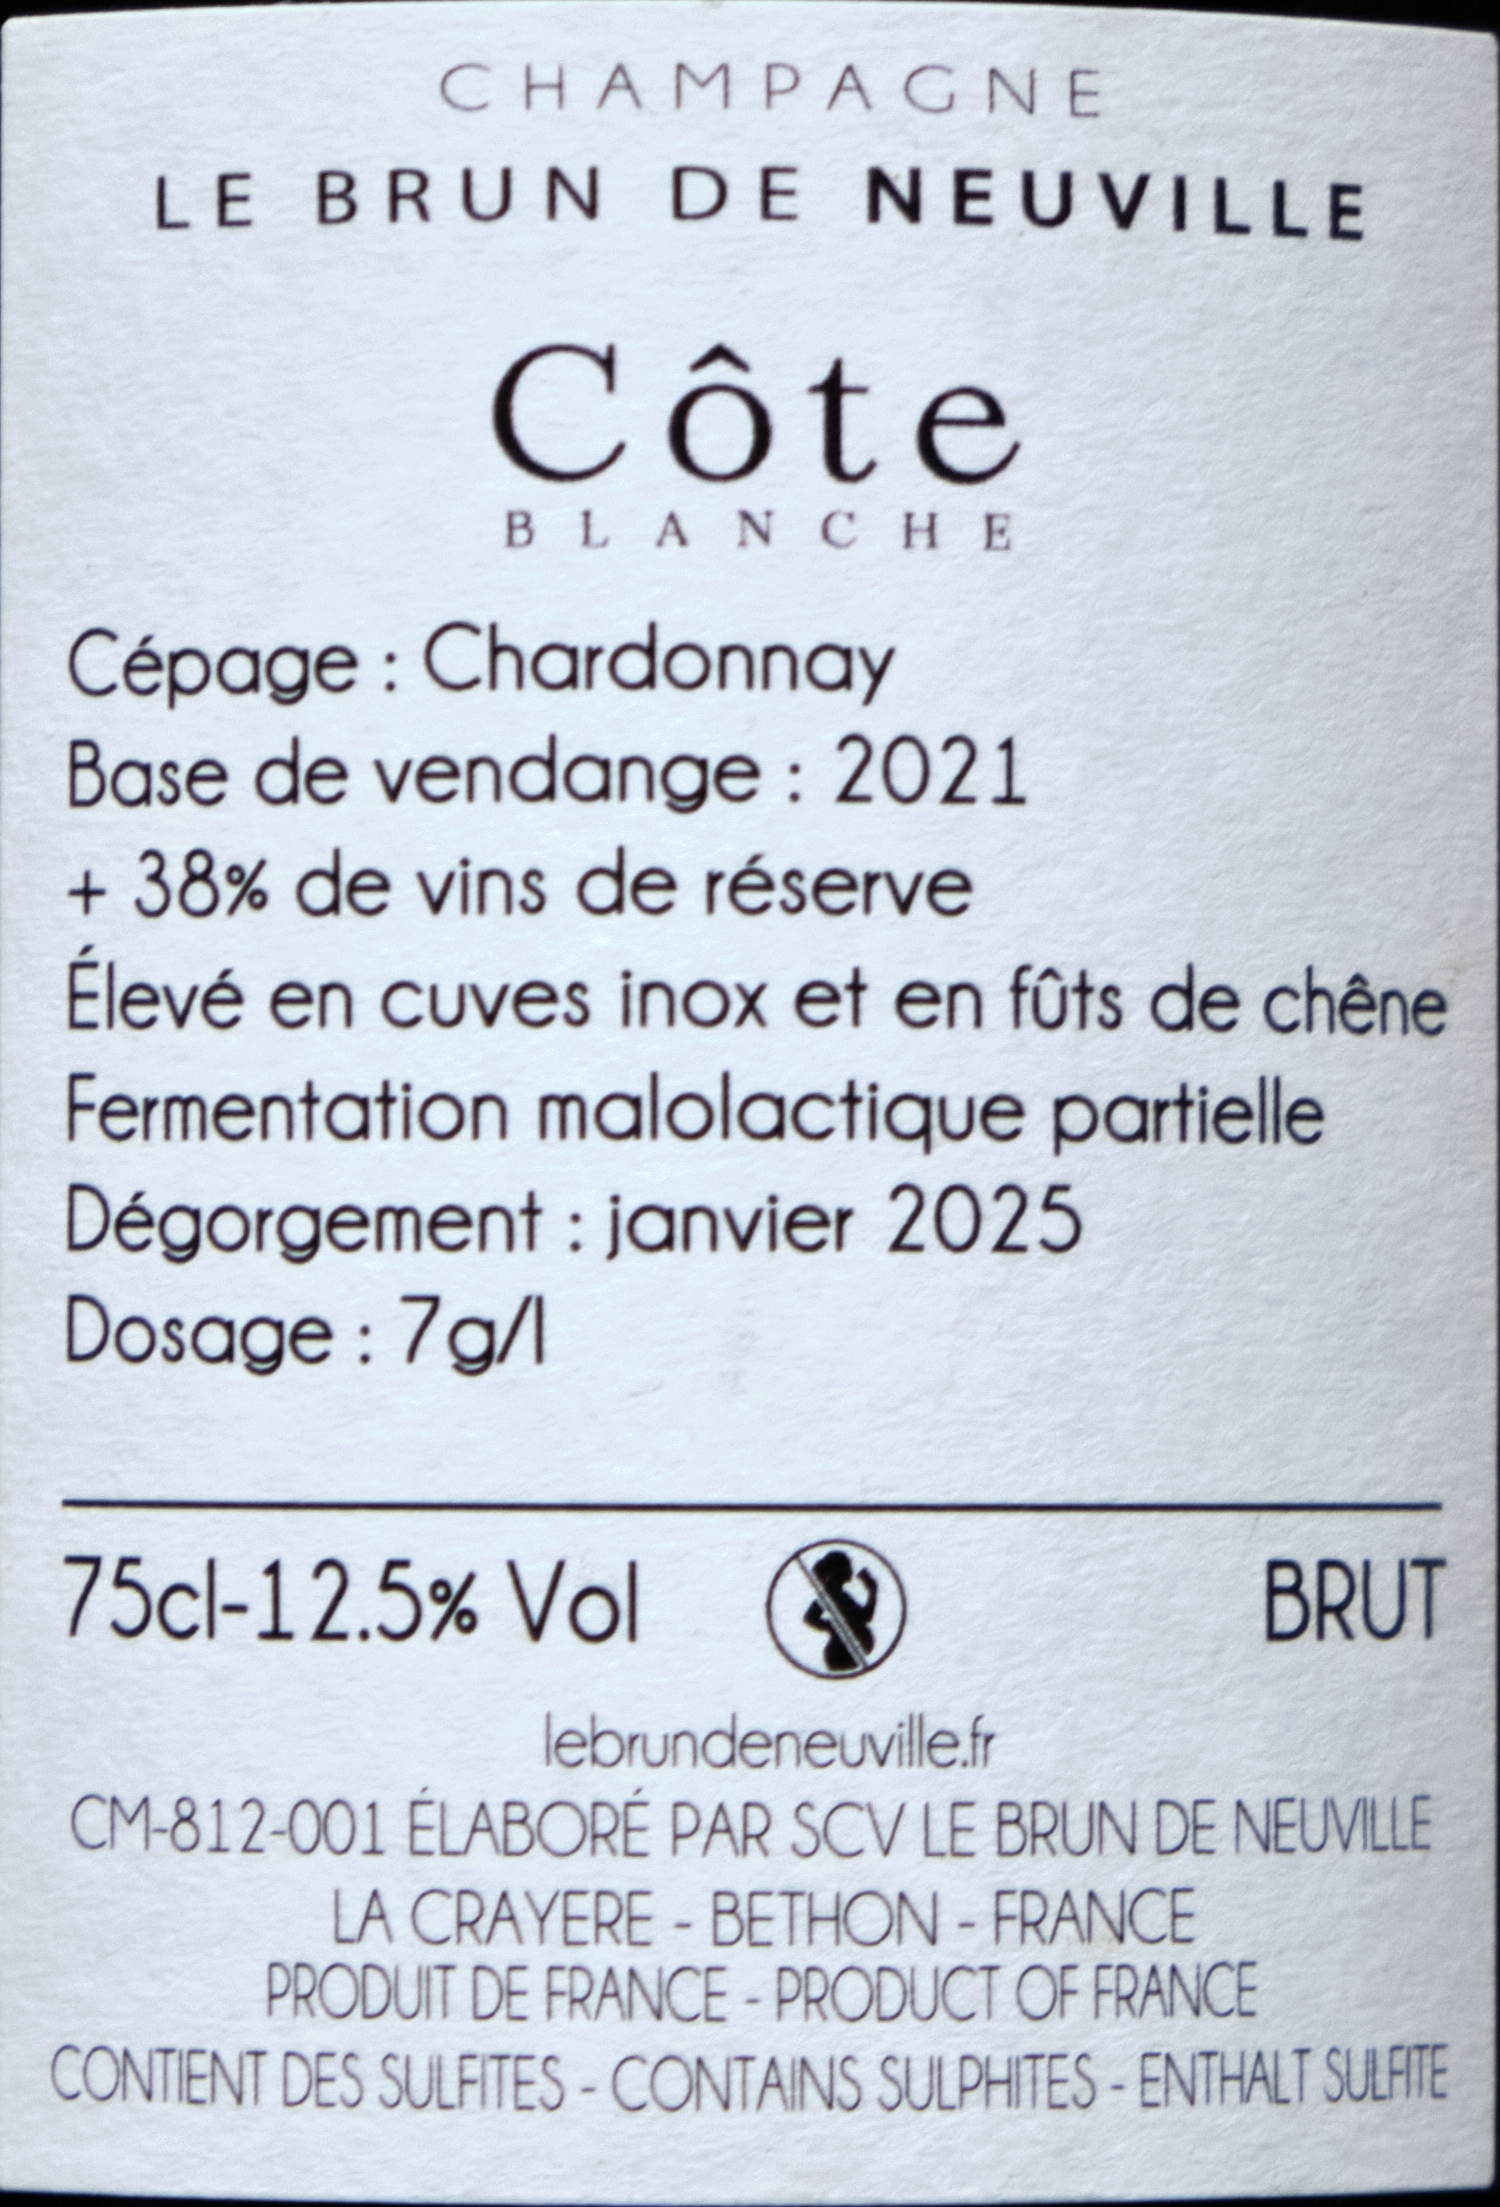 CHAMPAGNE
LE BRUN DE NEUVILLE
Côte
BLANCHE
Cépage : Chardonnay
Base de vendange : 2021
+ 38% de vins de réserve
Élevé en cuves inox et en fûts de chêne
Fermentation malolactique partielle
Dégorgement : janvier 2025
Dosage : 7g/l
75cl-12.5% Vol BRUT
lebrundeneuville.fr
CM-812-001 ÉLABORÉ PAR SCV LE BRUN DE NEUVILLE
LA CRAYERE - BETHON - FRANCE
PRODUIT DE FRANCE - PRODUCT OF FRANCE
CONTIENT DES SULFITES - CONTAINS SULPHITES - ENTHALT SULFITE